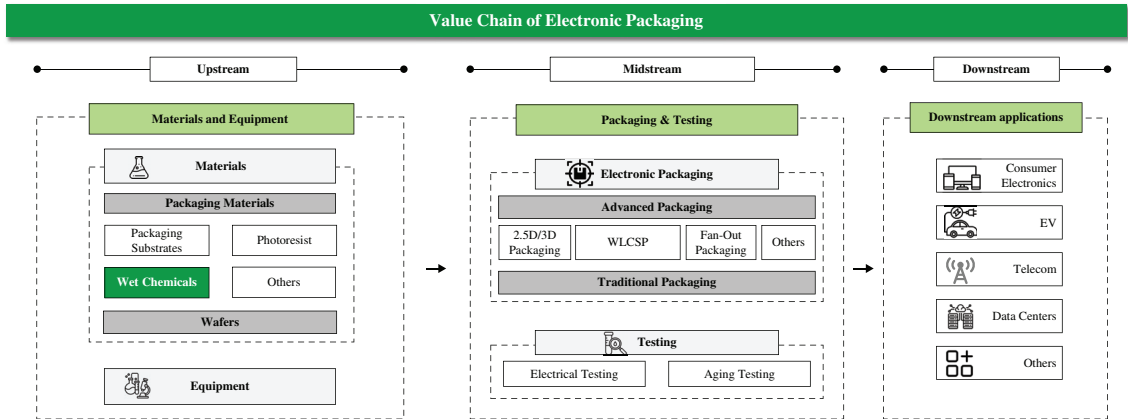 Value Chain of Electronic Packaging
Upstream
Midstream
Downstream
Materials and Equipment
Materials
Packaging Materials
Packaging
Substrates
Photoresist
Wet Chemicals
Others
Wafers
Equipment
Packaging & Testing
Electronic Packaging
Advanced Packaging
2.5D/3D
Packaging
WLCSP
Fan-Out
Packaging
Others
Traditional Packaging
Testing
Electrical Testing
Aging Testing
Downstream applications
Consumer
Electronics
EV
Telecom
Data Centers
Others